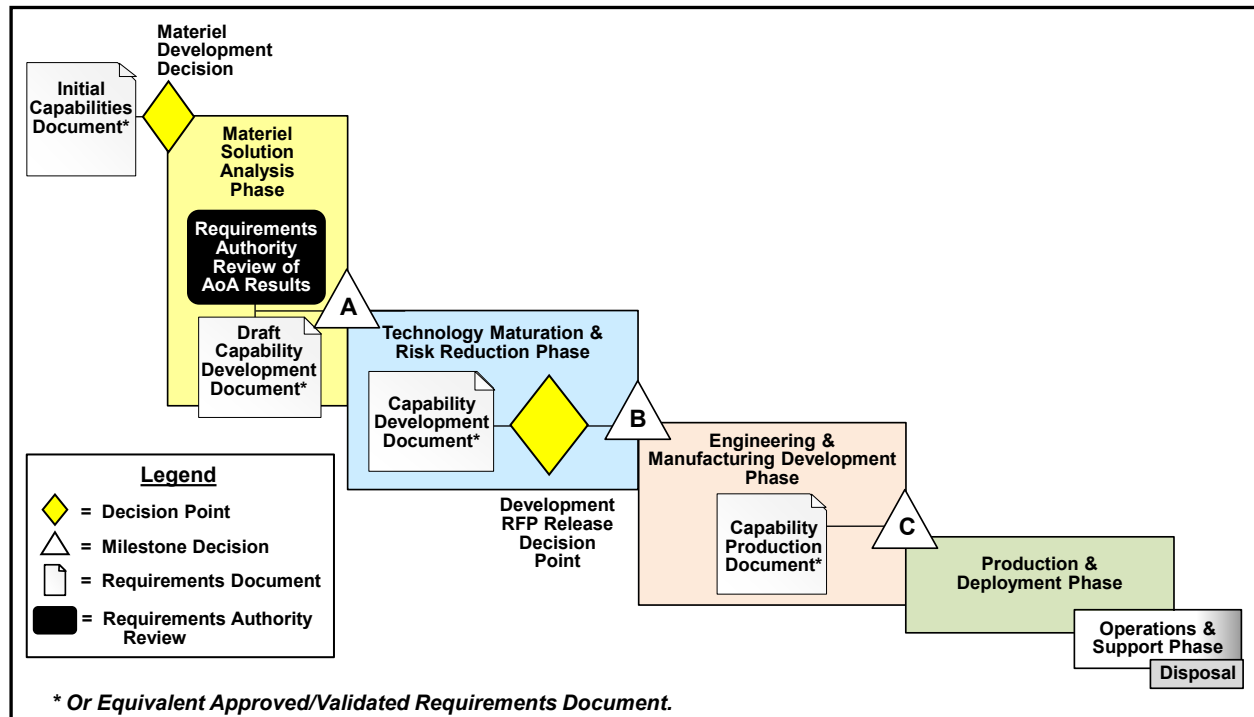 Materiel
Development
Decision
Initial
Capabilities
Document*
Materiel
Solution
Analysis
Phase
Requirements
Authority
Review of
AoA Results
A
Draft
Capability
Development
Document*
Technology Maturation &
Risk Reduction Phase
Capability
Development
Document*
B
Development
RFP Release
Decision
Point
Engineering &
Manufacturing Development
Phase
Capability
Production
Document*
C
Production &
Deployment Phase
Operations &
Support Phase
Disposal
Legend
= Decision Point
= Milestone Decision
= Requirements Document
= Requirements Authority
Review
* Or Equivalent Approved/Validated Requirements Document.